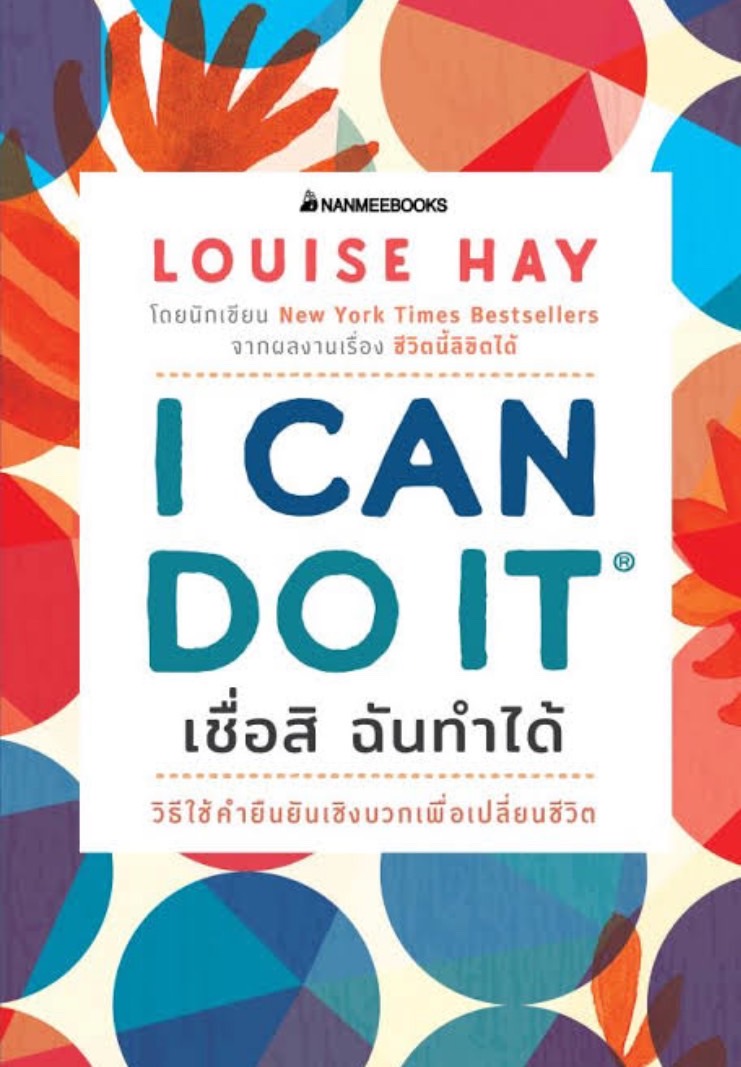 NANMEEBOOKS
LOUISE HAY
โดยนักเขียน New York Times Bestsellers
จากผลงานเรื่อง ชีวิตนี้ลิขิตได้
I CAN
DO IT®
เชื่อสิ ฉันทำได้
วิธีใช้คำยืนยันเชิงบวกเพื่อเปลี่ยนชีวิต